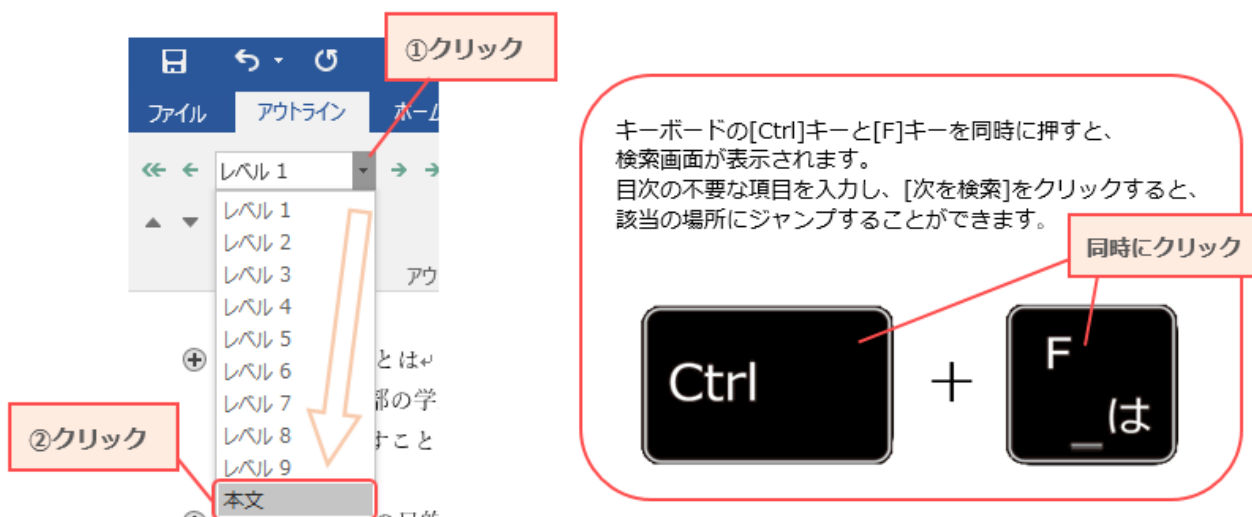 ①クリック
ファイル アウトライン ホーム
レベル 1
レベル 1
レベル 2
レベル 3
レベル 4
レベル 5
レベル 6
レベル 7
レベル 8
レベル 9
本文
アウ
とは↵
部の学
すこと
②クリック
キーボードの[Ctrl]キーと[F]キーを同時に押すと、
検索画面が表示されます。
目次の不要な項目を入力し、[次を検索]をクリックすると、
該当の場所にジャンプすることができます。
同時にクリック
Ctrl
+
F
は